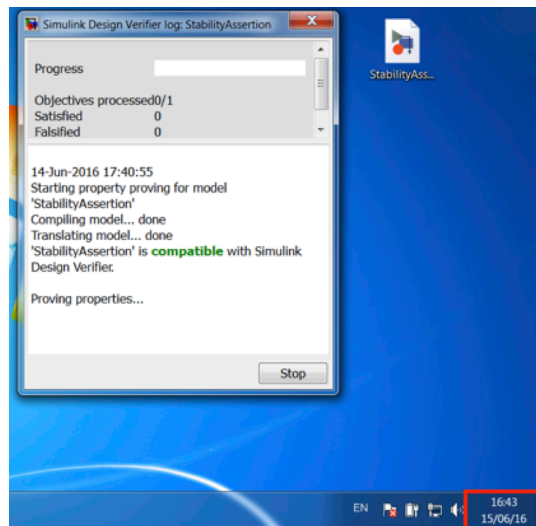 Simulink Design Verifier log: StabilityAssertion
StabilityAss...
Progress
Objectives processed0/1
Satisfied 0
Falsified 0
14-Jun-2016 17:40:55
Starting property proving for model
'StabilityAssertion'
Compiling model... done
Translating model... done
'StabilityAssertion' is compatible with Simulink
Design Verifier.
Proving properties...
Stop
EN
16:43
15/06/16